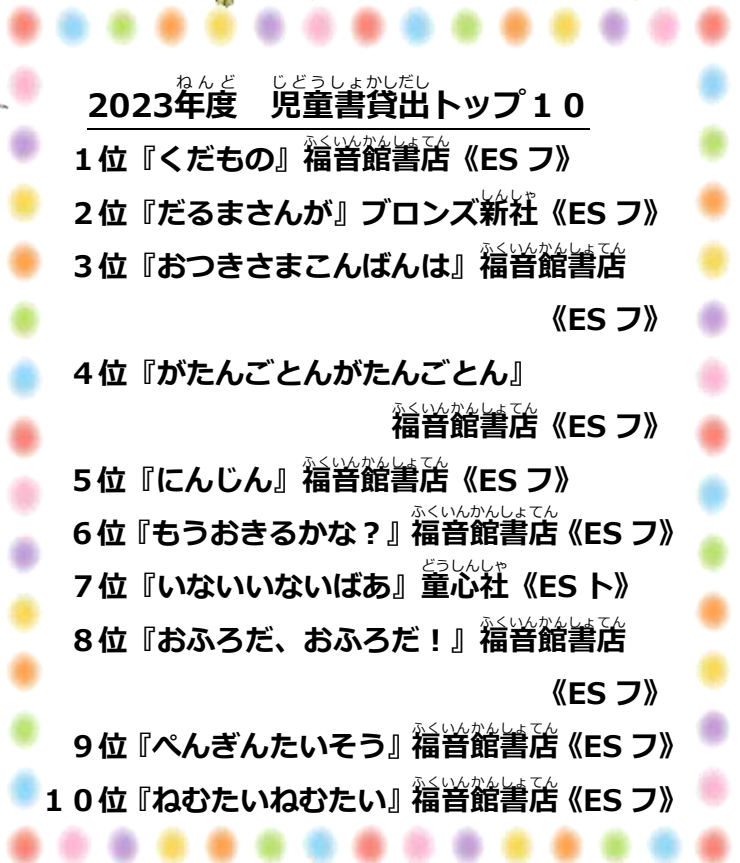 2023年度　児童書貸出トップ１０
１位『くだもの』福音館書店《ES フ》
２位『だるまさんが』ブロンズ新社《ES フ》
３位『おつきさまこんばんは』福音館書店
《ES フ》
４位『がたんごとんがたんごとん』
福音館書店《ES フ》
５位『にんじん』福音館書店《ES フ》
６位『もうおきるかな？』福音館書店《ES フ》
７位『いないいないばあ』童心社《ES ト》
８位『おふろだ、おふろだ！』福音館書店
《ES フ》
９位『ぺんぎんたいそう』福音館書店《ES フ》
１０位『ねむたいねむたい』福音館書店《ES フ》